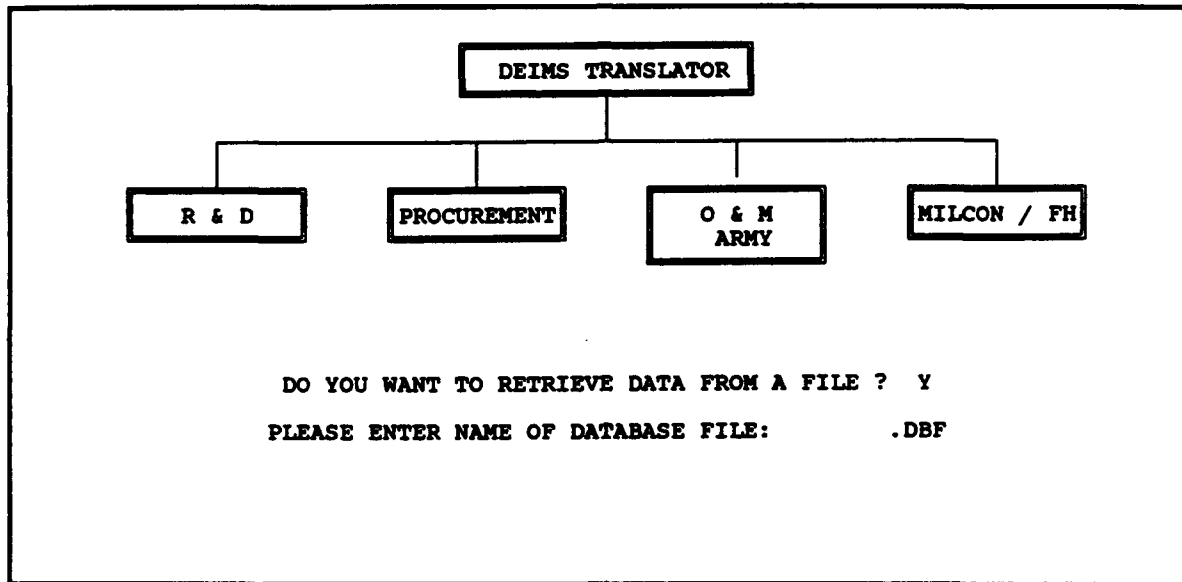 DEIMS TRANSLATOR
R & D
PROCUREMENT
O & M
ARMY
MILCON / FH
DO YOU WANT TO RETRIEVE DATA FROM A FILE ? Y
PLEASE ENTER NAME OF DATABASE FILE: .DBF